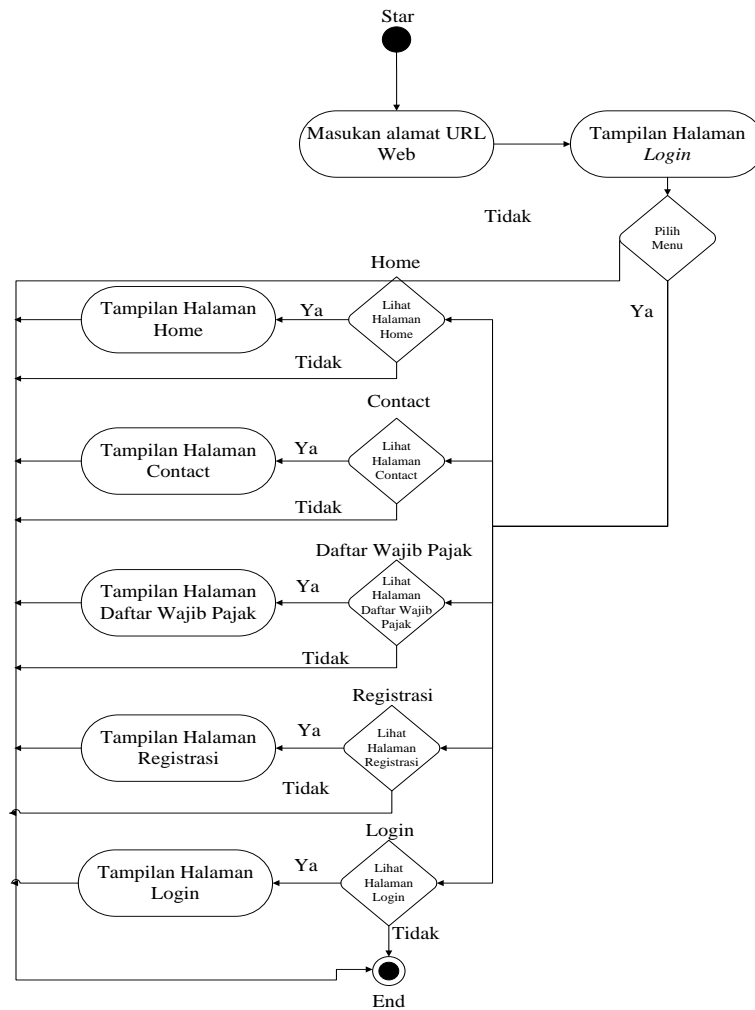 Star
Masukan alamat URL
Web
Tampilan Halaman
Login
Tidak
Pilih
Menu
Ya
Home
Tampilan Halaman
Home
Ya
Lihat
Halaman
Home
Tidak
Contact
Tampilan Halaman
Contact
Ya
Lihat
Halaman
Contact
Tidak
Daftar Wajib Pajak
Tampilan Halaman
Daftar Wajib Pajak
Ya
Lihat
Halaman
Daftar Wajib
Pajak
Tidak
Registrasi
Tampilan Halaman
Registrasi
Ya
Lihat
Halaman
Registrasi
Tidak
Login
Tampilan Halaman
Login
Ya
Lihat
Halaman
Login
Tidak
End